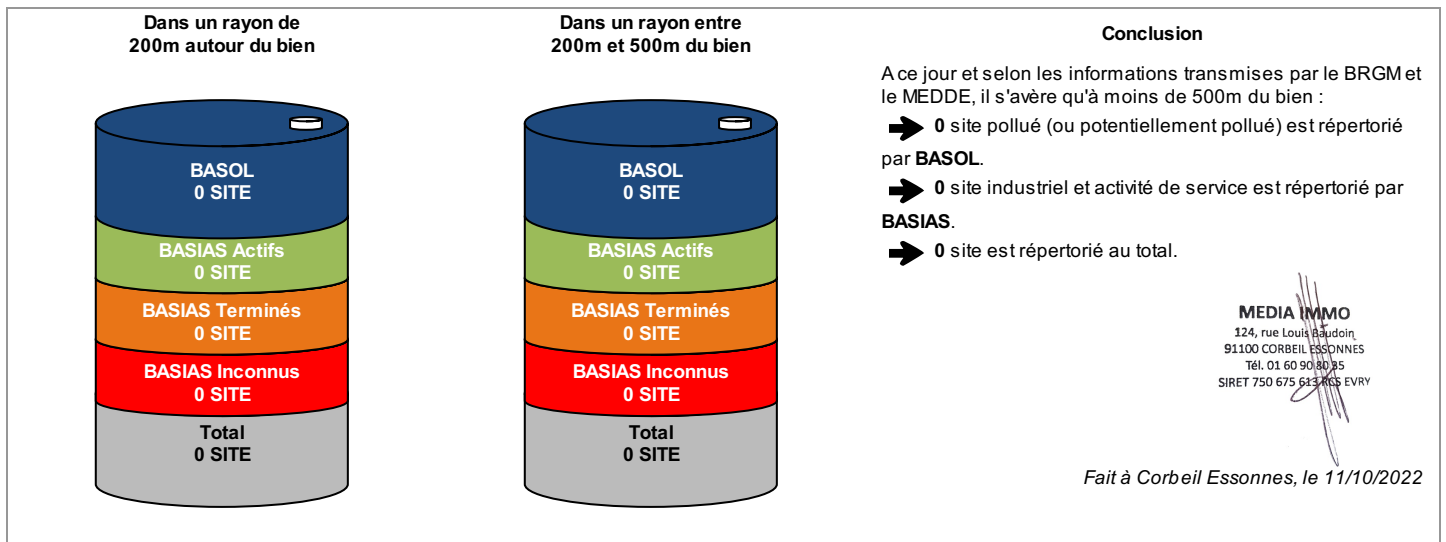 Dans un rayon de
200m autour du bien
BASOL
0 SITE
BASIAS Actifs
0 SITE
BASIAS Terminés
0 SITE
BASIAS Inconnus
0 SITE
Total
0 SITE
Dans un rayon entre
200m et 500m du bien
BASOL
0 SITE
BASIAS Actifs
0 SITE
BASIAS Terminés
0 SITE
BASIAS Inconnus
0 SITE
Total
0 SITE
Conclusion
A ce jour et selon les informations transmises par le BRGM et
le MEDDE, il s'avère qu'à moins de 500m du bien :
0 site pollué (ou potentiellement pollué) est répertorié
par BASOL.
0 site industriel et activité de service est répertorié par
BASIAS.
0 site est répertorié au total.
MEDIA IMMO
124, rue Louis Baudoin
91100 CORBEIL ESSONNES
Tél. 01 60 90 80 85
SIRET 750 675 613 RCS EVRY
Fait à Corbeil Essonnes, le 11/10/2022